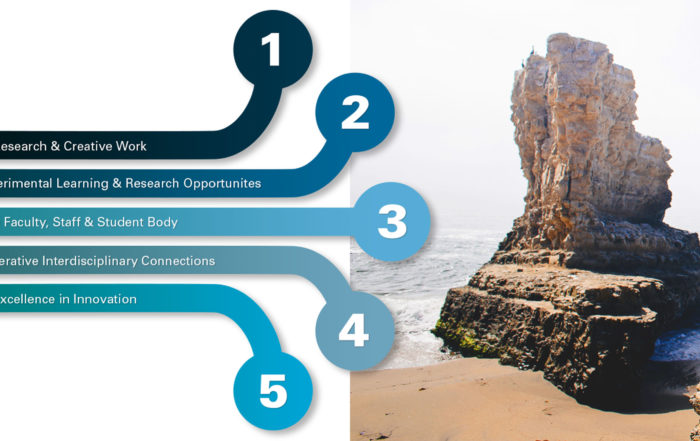 1
2
esearch & Creative Work
erimental Learning & Research Opportunites
Faculty, Staff & Student Body 3
erative Interdisciplinary Connections
xcellence in Innovation
4
5